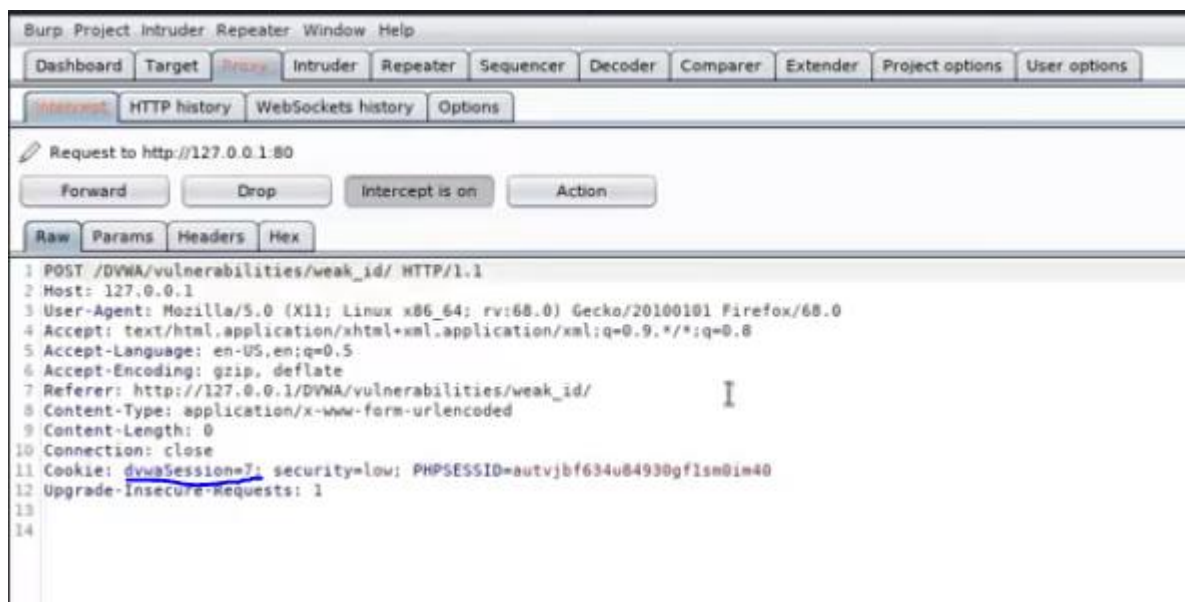 Burp Project Intruder Repeater Window Help
Dashboard Target Proxy Intruder Repeater Sequencer Decoder Comparer Extender Project options User options
Intercept HTTP history WebSockets history Options
Request to http://127.0.0.1:80
Forward Drop Intercept is on Action
Raw Params Headers Hex
1 POST /DVWA/vulnerabilities/weak_id/ HTTP/1.1
2 Host: 127.0.0.1
3 User-Agent: Mozilla/5.0 (X11; Linux x86_64; rv:68.0) Gecko/20100101 Firefox/68.0
4 Accept: text/html,application/xhtml+xml,application/xml;q=0.9,*/*;q=0.8
5 Accept-Language: en-US,en;q=0.5
6 Accept-Encoding: gzip, deflate
7 Referer: http://127.0.0.1/DVWA/vulnerabilities/weak_id/
8 Content-Type: application/x-www-form-urlencoded
9 Content-Length: 0
10 Connection: close
11 Cookie: dvwaSession=7; security=low; PHPSESSID=autvjbf634u84930gf1sm0im40
12 Upgrade-Insecure-Requests: 1
13
14